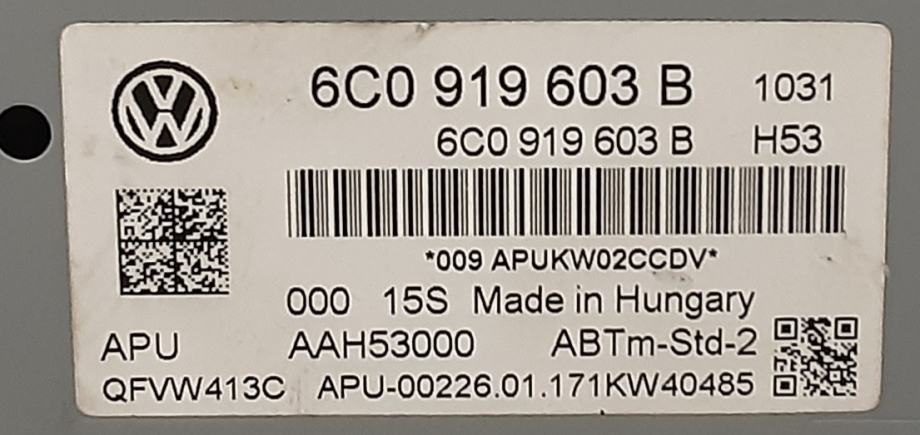 6C0 919 603 B 1031
6C0 919 603 B H53
*009 APUKW02CCDV*
000 15S Made in Hungary
APU AAH53000 ABTm-Std-2
QFVW413C APU-00226.01.171KW40485